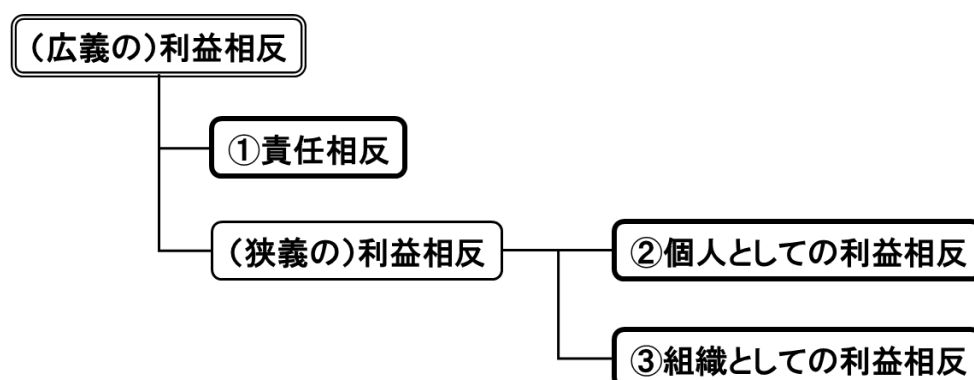 (広義の)利益相反
①責任相反
(狭義の)利益相反
②個人としての利益相反
③組織としての利益相反